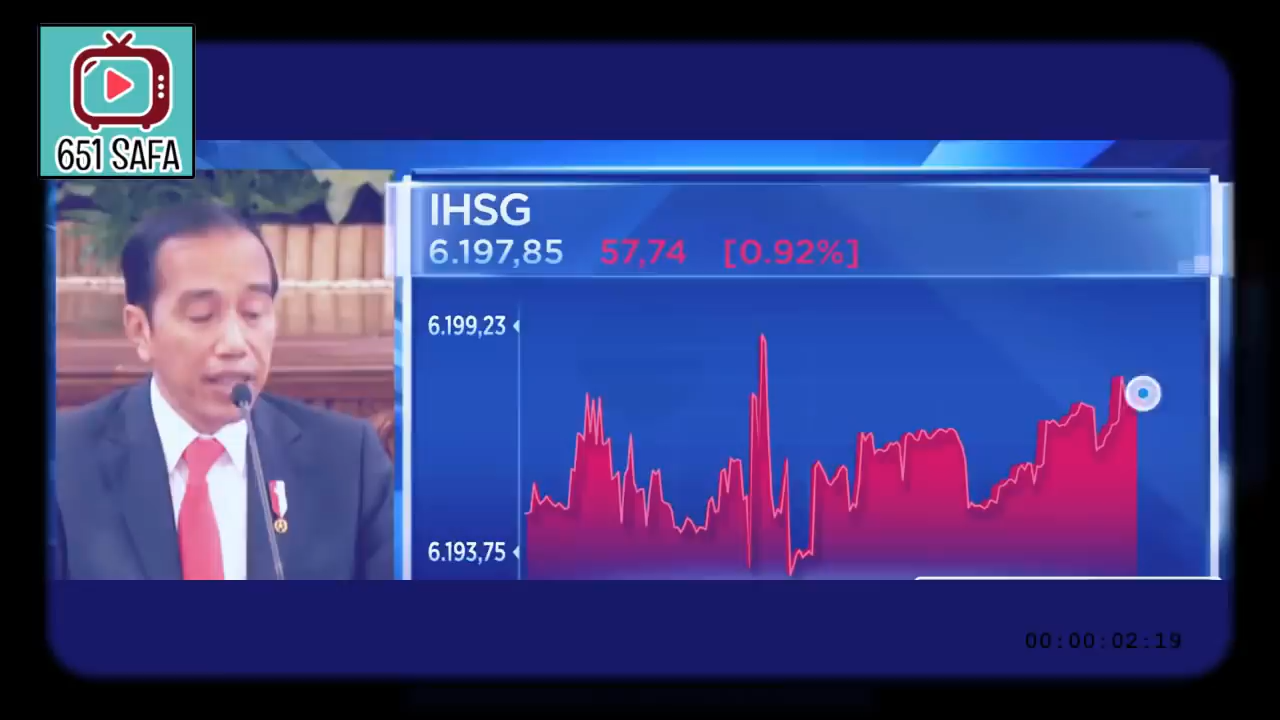 651 SAFA
IHSG
6.197,85 57,74 [0.92%]
6.199,23
6.193,75
00:00:02:19